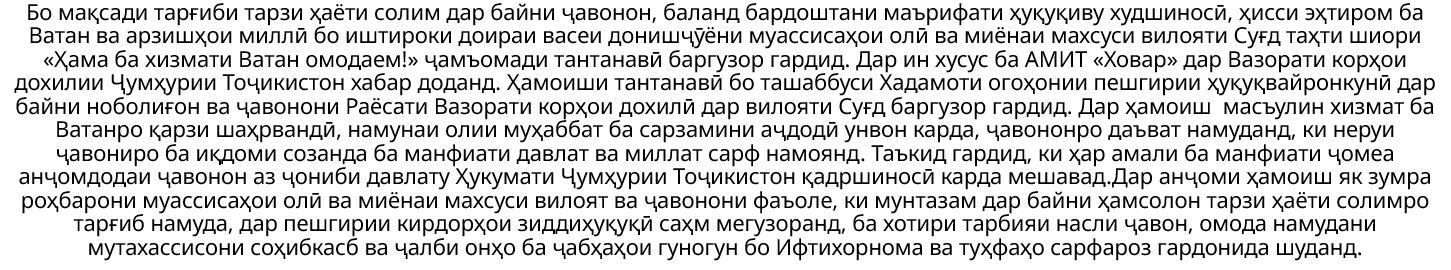 Бо мақсади тарғиби тарзи ҳаёти солим дар байни ҷавонон, баланд бардоштани маърифати ҳуқуқиву худшиносӣ, ҳисси эҳтиром ба
Ватан ва арзишҳои миллӣ бо иштироки доираи васеи донишҷӯёни муассисаҳои олӣ ва миёнаи махсуси вилояти Суғд таҳти шиори
«Ҳама ба хизмати Ватан омодаем!» ҷамъомади тантанавӣ баргузор гардид. Дар ин хусус ба АМИТ «Ховар» дар Вазорати корҳои
дохилии Ҷумҳурии Тоҷикистон хабар доданд. Ҳамоиши тантанавӣ бо ташаббуси Хадамоти огоҳонии пешгирии ҳуқуқвайронкунӣ дар
байни ноболиғон ва ҷавонони Раёсати Вазорати корҳои дохилӣ дар вилояти Суғд баргузор гардид. Дар ҳамоиш  масъулин хизмат ба
Ватанро қарзи шаҳрвандӣ, намунаи олии муҳаббат ба сарзамини аҷдодӣ унвон карда, ҷавононро даъват намуданд, ки неруи
ҷавониро ба иқдоми созанда ба манфиати давлат ва миллат сарф намоянд. Таъкид гардид, ки ҳар амали ба манфиати ҷомеа
анҷомдодаи ҷавонон аз ҷониби давлату Ҳукумати Ҷумҳурии Тоҷикистон қадршиносӣ карда мешавад.Дар анҷоми ҳамоиш як зумра
роҳбарони муассисаҳои олӣ ва миёнаи махсуси вилоят ва ҷавонони фаъоле, ки мунтазам дар байни ҳамсолон тарзи ҳаёти солимро
тарғиб намуда, дар пешгирии кирдорҳои зиддиҳуқуқӣ саҳм мегузоранд, ба хотири тарбияи насли ҷавон, омода намудани
мутахассисони соҳибкасб ва ҷалби онҳо ба ҷабҳаҳои гуногун бо Ифтихорнома ва туҳфаҳо сарфароз гардонида шуданд.